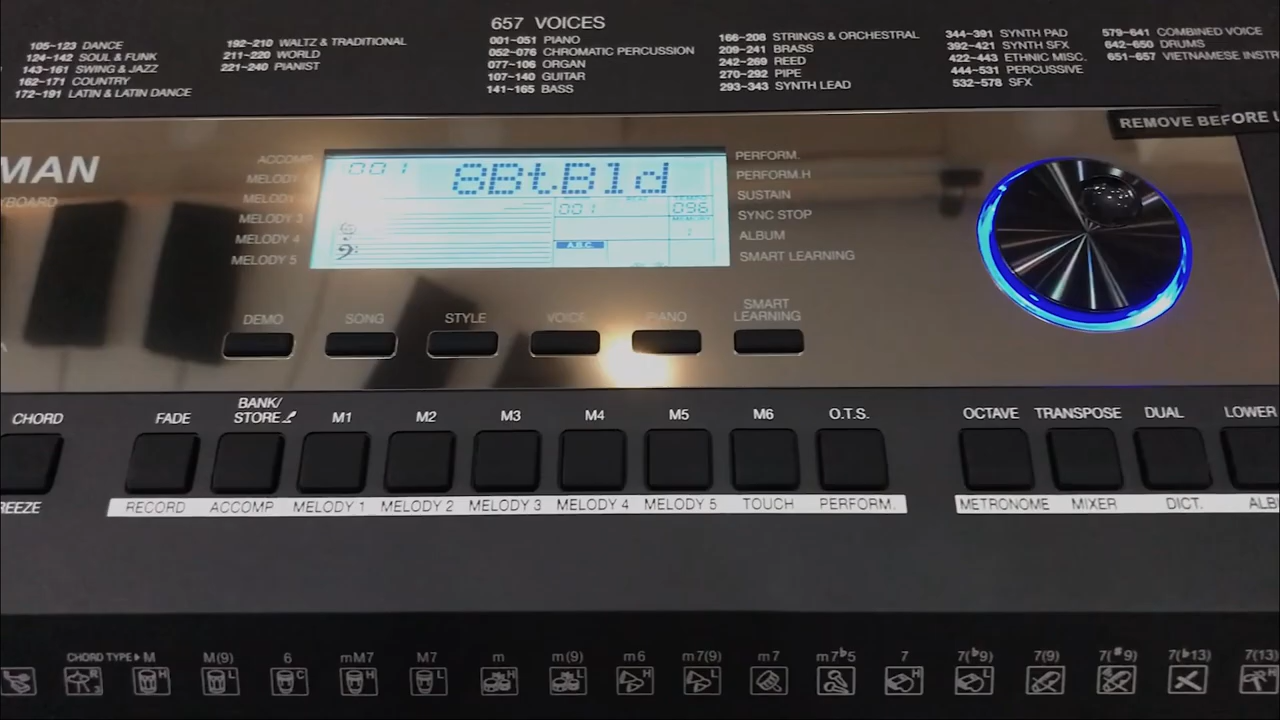 657 VOICES
105~123 DANCE
124~142 SOUL & FUNK
143~161 SWING & JAZZ
162~171 COUNTRY
172~191 LATIN & LATIN DANCE
192~210 WALTZ & TRADITIONAL
211~220 WORLD
221~240 PIANIST
001~051 PIANO
052~076 CHROMATIC PERCUSSION
077~106 ORGAN
107~140 GUITAR
141~165 BASS
166~208 STRINGS & ORCHESTRAL
209~241 BRASS
242~269 REED
270~292 PIPE
293~343 SYNTH LEAD
344~391 SYNTH PAD
392~421 SYNTH SFX
422~443 ETHNIC MISC.
444~531 PERCUSSIVE
532~578 SFX
579~641 COMBINED VOICE
642~650 DRUMS
651~657 VIETNAMESE INSTR
REMOVE BEFORE U
MAN
YBOARD
ACCOMP
MELODY
MELODY
MELODY 3
MELODY 4
MELODY 5
001 8BtBld
001 096
A.B.C.
PERFORM.
PERFORM.H
SUSTAIN
SYNC STOP
ALBUM
SMART LEARNING
DEMO SONG STYLE VOICE PIANO SMART LEARNING
CHORD FADE BANK/STORE M1 M2 M3 M4 M5 M6 O.T.S. OCTAVE TRANSPOSE DUAL LOWER
REEZE RECORD ACCOMP MELODY 1 MELODY 2 MELODY 3 MELODY 4 MELODY 5 TOUCH PERFORM. METRONOME MIXER DICT. ALB
CHORD TYPE M M(9) 6 mM7 M7 m m(9) m6 m7(9) m7 m7♭5 7 7(♭9) 7(9) 7(#9) 7(♭13) 7(13)